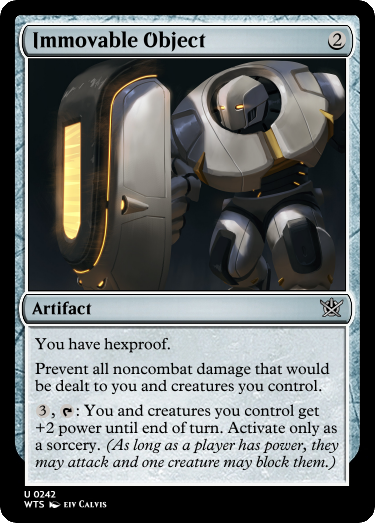 Immovable Object 2
Artifact
You have hexproof.
Prevent all noncombat damage that would
be dealt to you and creatures you control.
3, : You and creatures you control get
+2 power until end of turn. Activate only as
a sorcery. (As long as a player has power, they
may attack and one creature may block them.)
U 0242
WTS EIV CALVIS